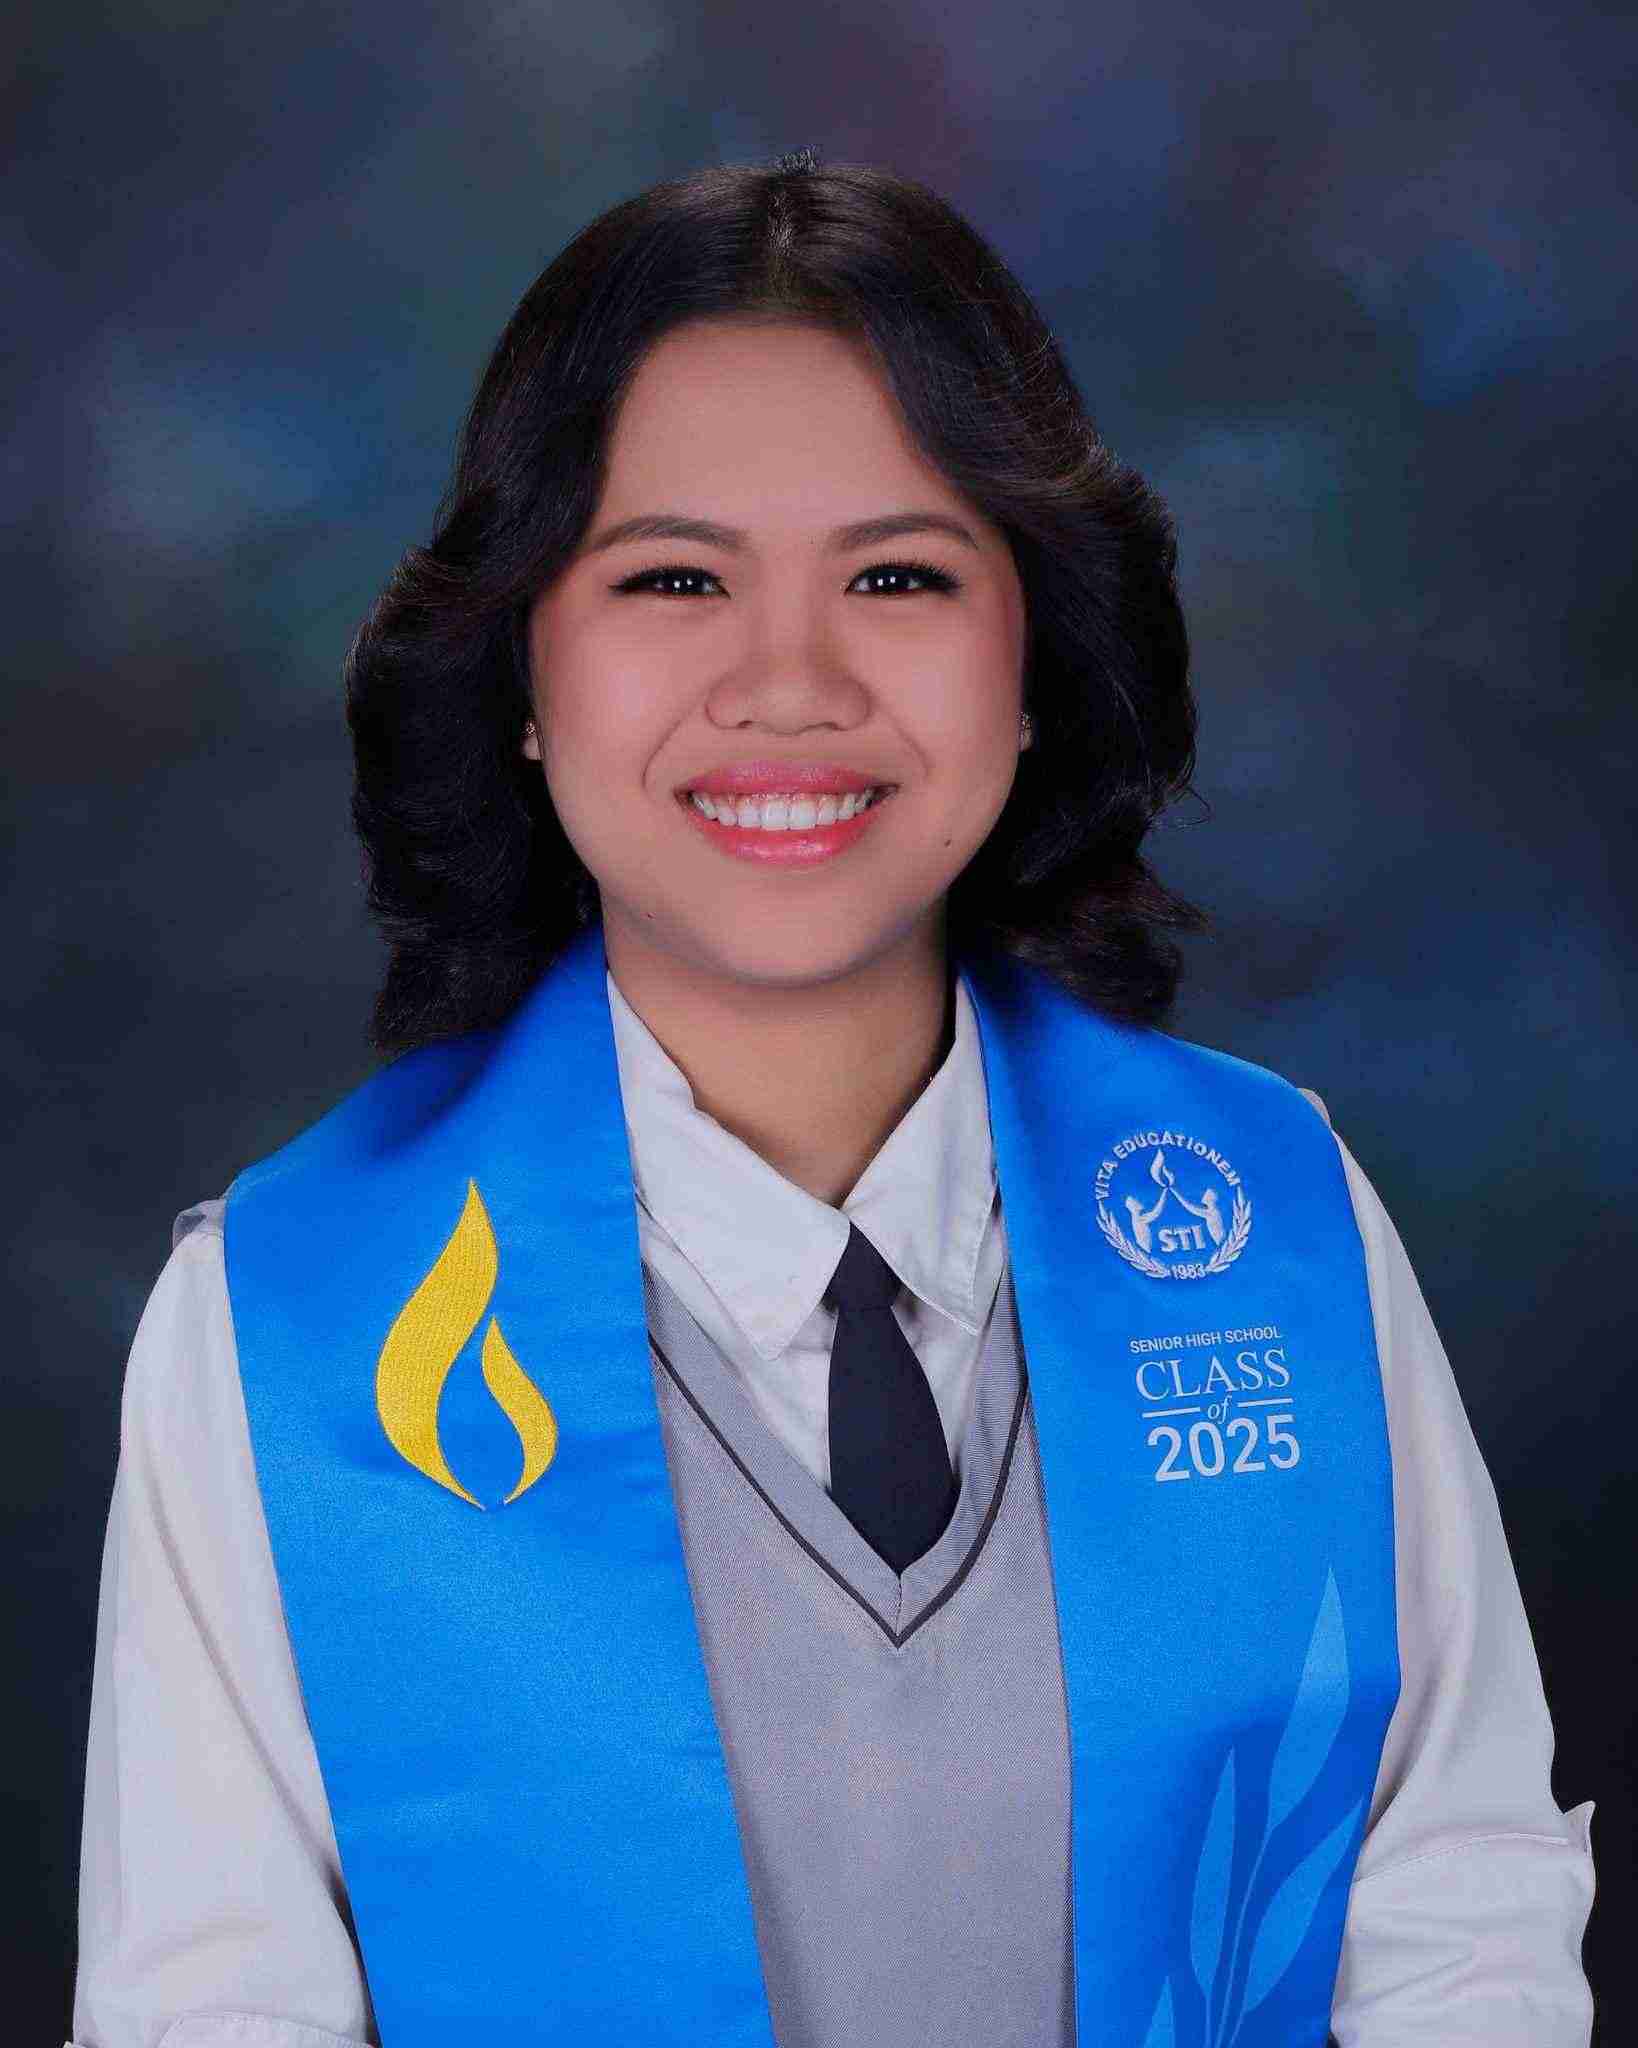 VITA EDUCATIONEM
STI
1983
SENIOR HIGH SCHOOL
CLASS
of
2025